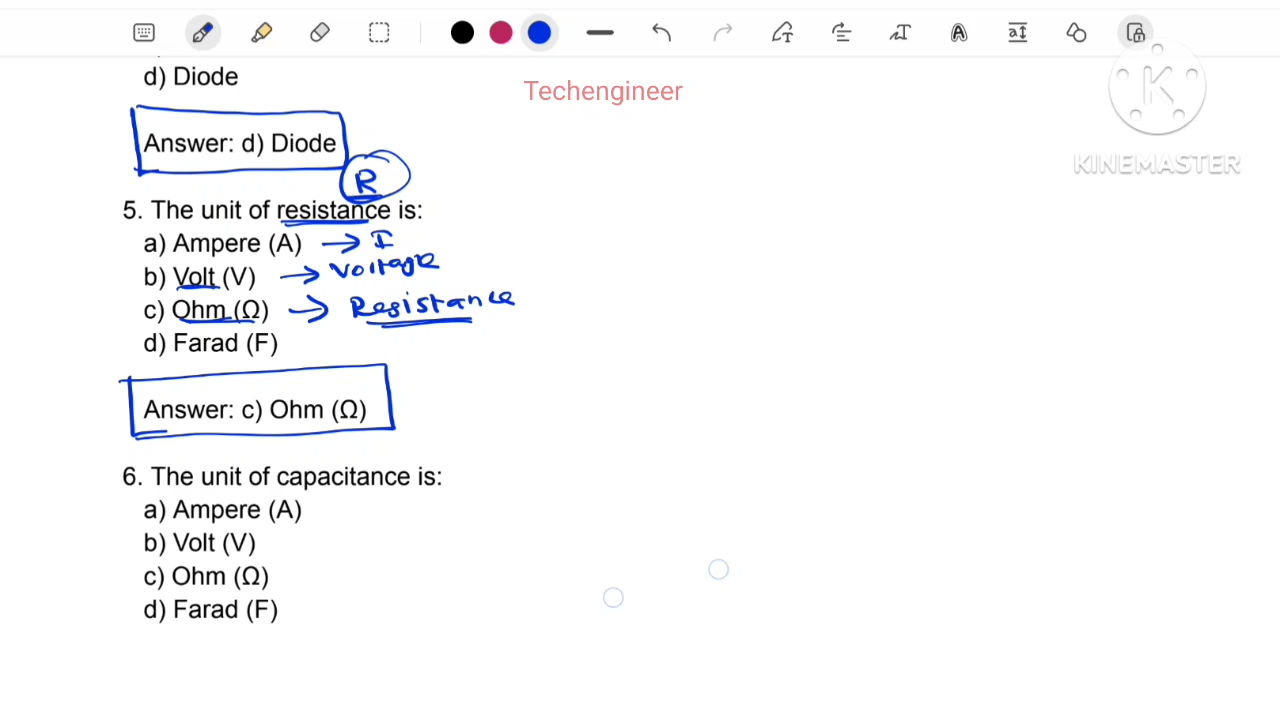 d) Diode
Techengineer
K
KINEMASTER
Answer: d) Diode
R
5. The unit of resistance is:
a) Ampere (A) → I
b) Volt (V) → Voltage
c) Ohm (Ω) → Resistance
d) Farad (F)
Answer: c) Ohm (Ω)
6. The unit of capacitance is:
a) Ampere (A)
b) Volt (V)
c) Ohm (Ω)
d) Farad (F)